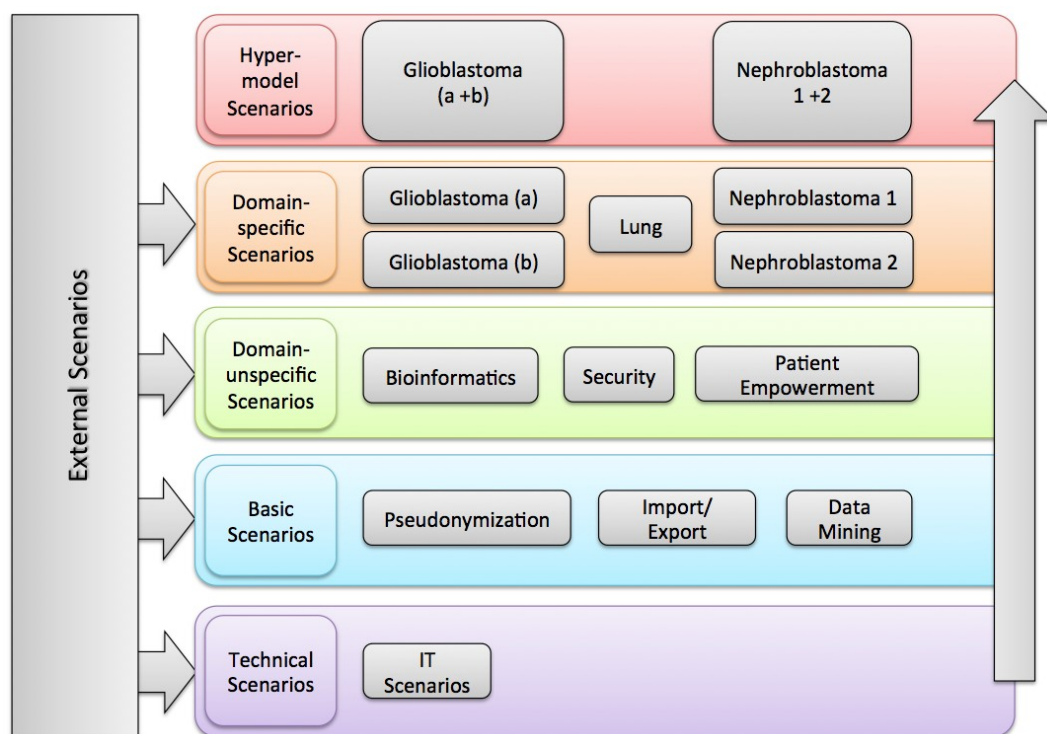 External Scenarios
Hyper-
model
Scenarios
Glioblastoma
(a +b)
Nephroblastoma
1 +2
Domain-
specific
Scenarios
Glioblastoma (a)
Glioblastoma (b)
Lung
Nephroblastoma 1
Nephroblastoma 2
Domain-
unspecific
Scenarios
Bioinformatics
Security
Patient
Empowerment
Basic
Scenarios
Pseudonymization
Import/
Export
Data
Mining
Technical
Scenarios
IT
Scenarios